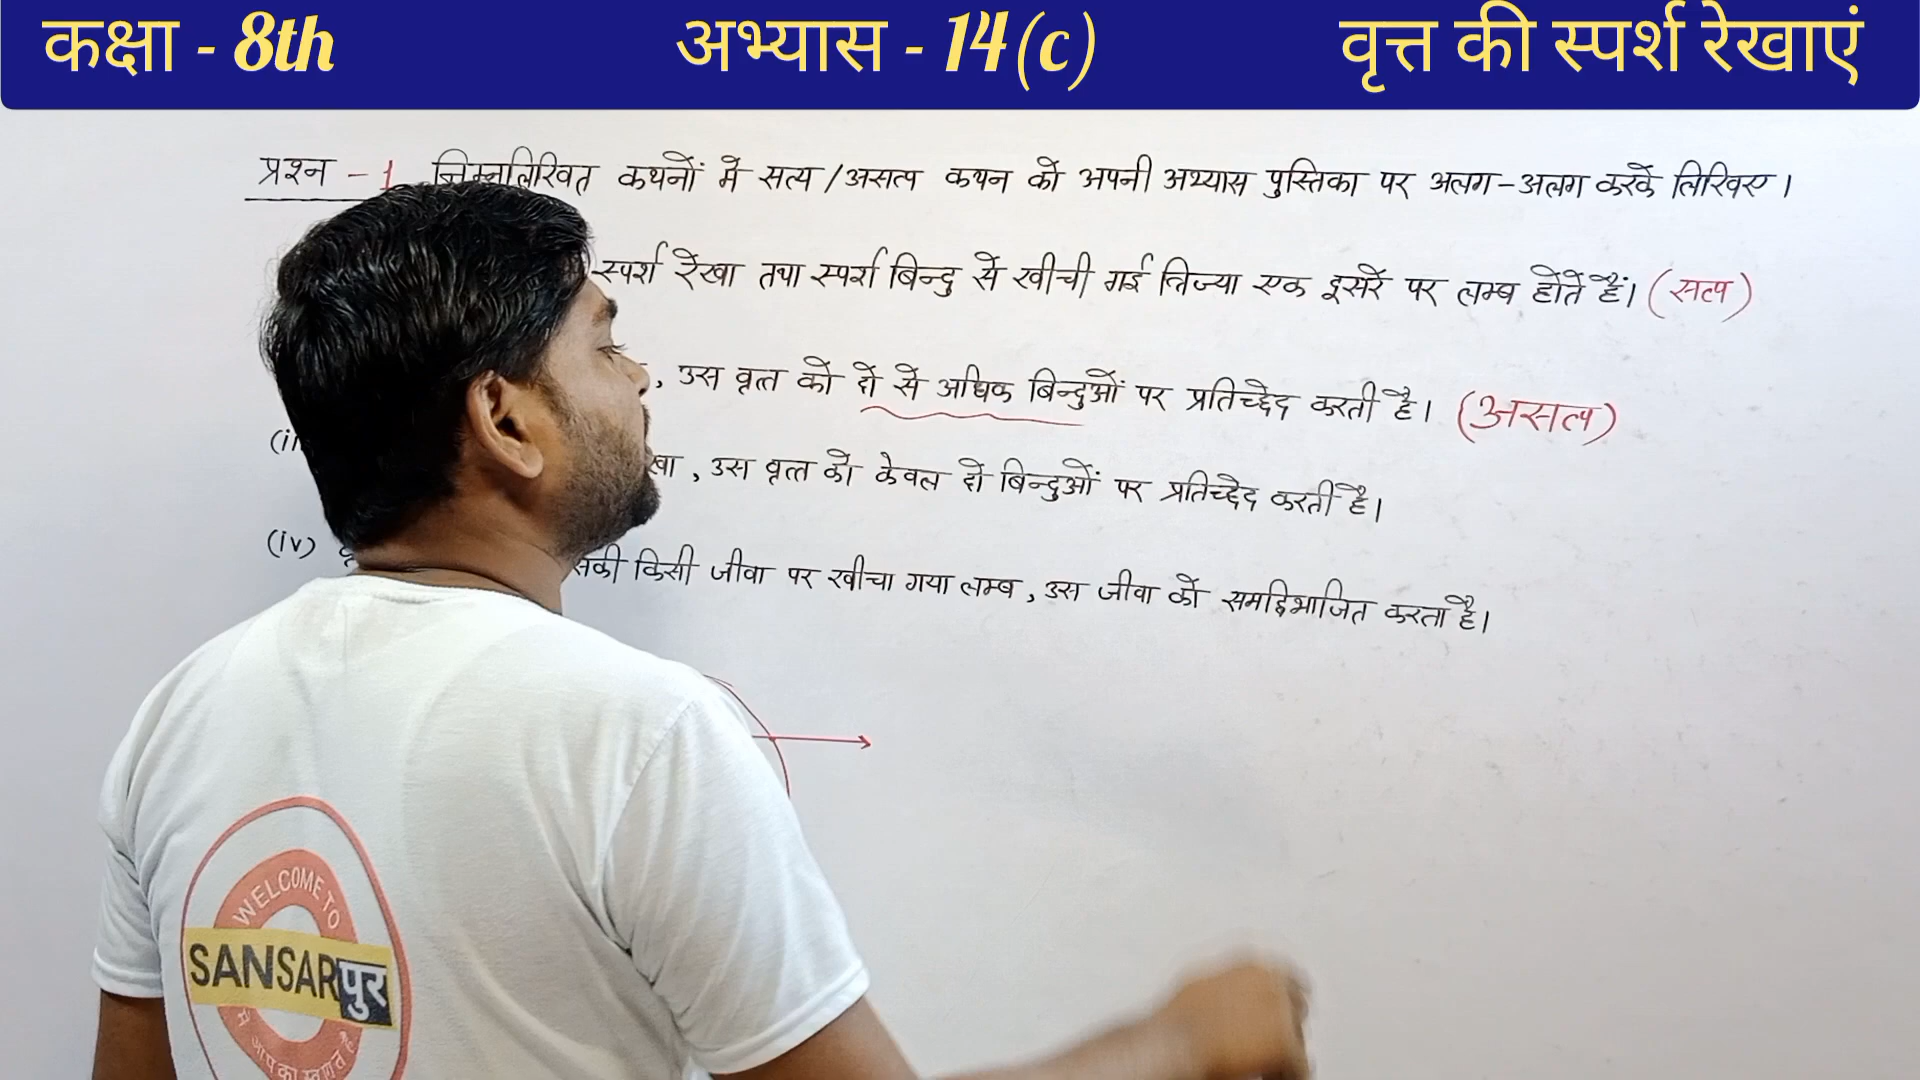 कक्षा - 8th अभ्यास - 14(c) वृत्त की स्पर्श रेखाएं
प्रश्न - 1 निम्नलिखित कथनों में सत्य/असत्य कथन को अपनी अभ्यास पुस्तिका पर अलग-अलग करके लिखिए।
स्पर्श रेखा तथा स्पर्श बिन्दु से खींची गई त्रिज्या एक दूसरे पर लम्ब होते हैं। (सत्य)
, उस वृत्त को दो से अधिक बिन्दुओं पर प्रतिच्छेद करती है। (असत्य)
, उस वृत्त को केवल दो बिन्दुओं पर प्रतिच्छेद करती है।
(iv) किसी जीवा पर खींचा गया लम्ब, उस जीवा को समद्विभाजित करता है।
WELCOME TO
SANSARपुर
में आपका स्वागत है